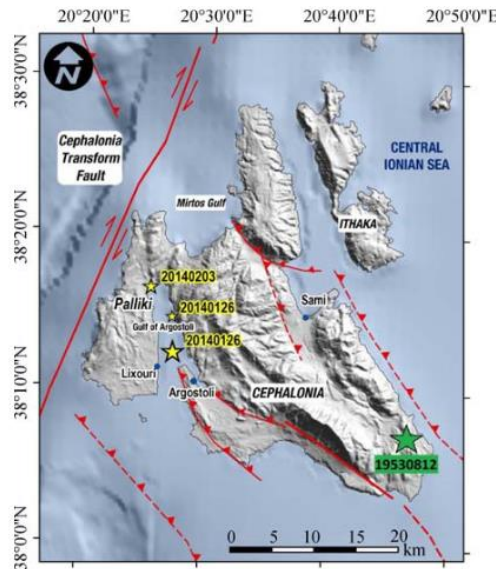 20°20'0"E
20°30'0"E
20°40'0"E
20°50'0"E
38°30'0"N
38°20'0"N
38°10'0"N
38°0'0"N
N
Cephalonia
Transform
Fault
CENTRAL
IONIAN SEA
Mirtos Gulf
ITHAKA
20140203
Palliki
20140126
Gulf of Argostoli
20140126
Sami
Lixouri
Argostoli
CEPHALONIA
19530812
0 5 10 15 20
km